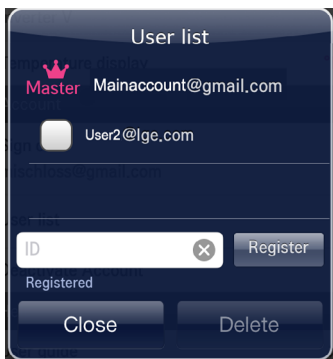 User list
Master Mainaccount@gmail.com
User2@lge.com
ID
Register
Registered
Close
Delete